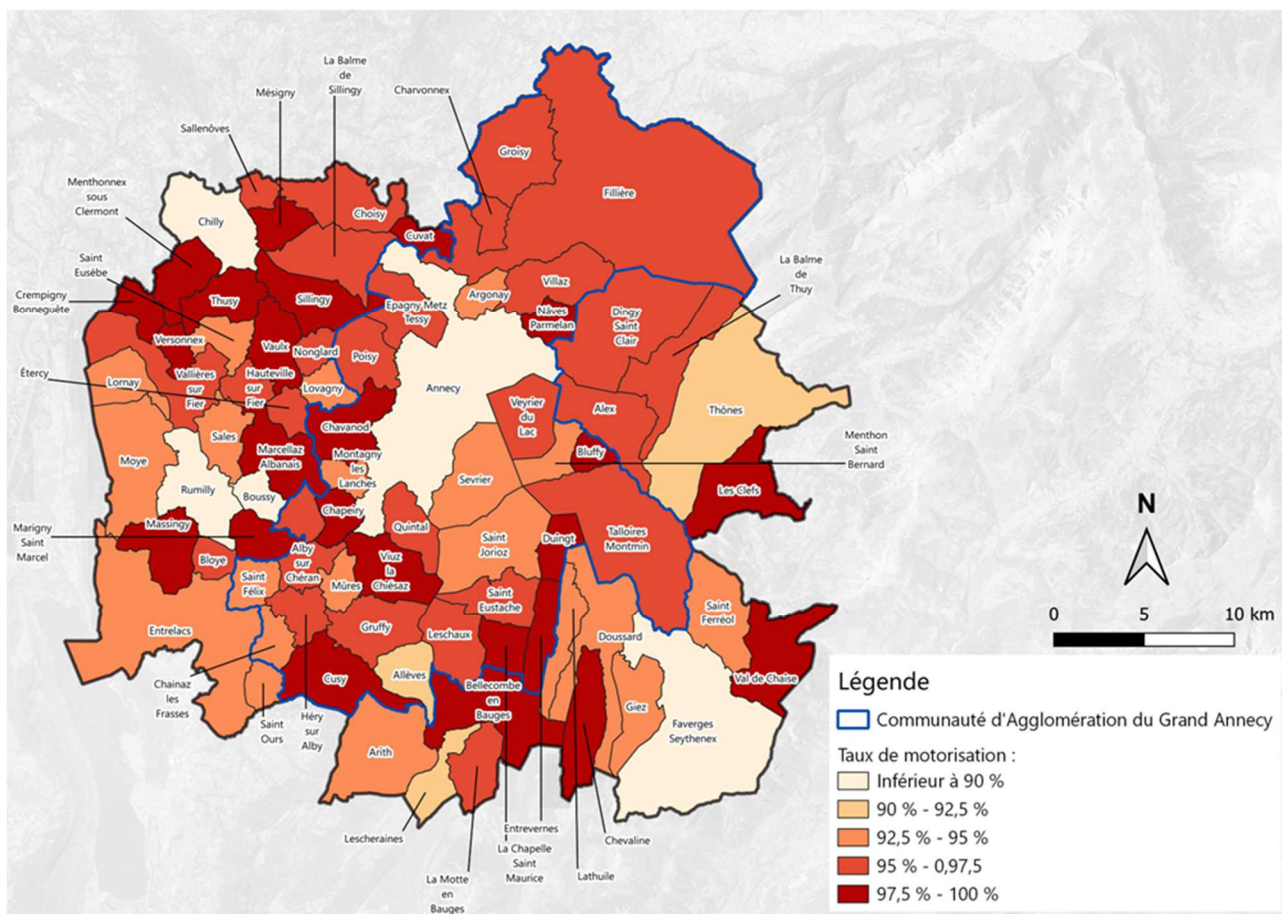 La Balme
de
Sillingy
Mésigny
Charvonnex
Sallenôves
Groisy
Menthonnex
sous
Clermont
Fillière
Choisy
Chilly
Cuvat
Saint
Eusèbe
La Balme
de
Thuy
Villaz
Crempigny
Bonneguête
Thusy
Sillingy
Argonay
Epagny Metz
Tessy
Nâves
Parmelan
Dingy
Saint
Clair
Versonnex
Vaulx
Nonglard
Poisy
Étercy
Vallières
sur
Fier
Hauteville
sur
Fier
Lornay
Lovagny
Annecy
Veyrier
du
Lac
Alex
Thônes
Chavanod
Sales
Menthon
Saint
Bernard
Marcellaz
Albanais
Montagny
les
Lanches
Bluffy
Moye
Sevrier
Rumilly
Boussy
Les Clefs
N
Chapeiry
Quintal
Marigny
Saint
Marcel
Massingy
Saint
Jorioz
Duingt
Talloires
Montmin
Bloye
Alby
sur
Chéran
Viuz
la
Chiésaz
Saint
Félix
Mûres
Saint
Eustache
Saint
Ferréol
0 5 10 km
Entrelacs
Gruffy
Leschaux
Doussard
Chainaz
les
Frasses
Cusy
Allèves
Bellecombe
en
Bauges
Val de Chaise
Giez
Faverges
Seythenex
Saint
Ours
Héry
sur
Alby
Arith
Lescheraines
La Motte
en
Bauges
Entrevernes
La Chapelle
Saint
Maurice
Lathuile
Chevaline
Légende
Communauté d'Agglomération du Grand Annecy
Taux de motorisation :
Inférieur à 90 %
90 % - 92,5 %
92,5 % - 95 %
95 % - 0,97,5
97,5 % - 100 %